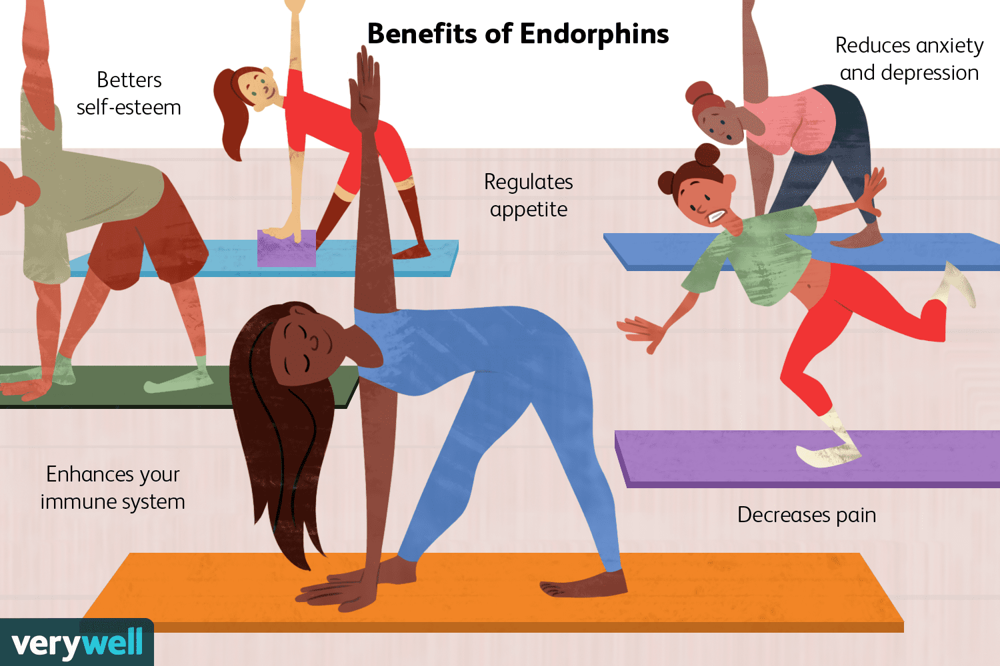 Benefits of Endorphins
Reduces anxiety
and depression
Betters
self-esteem
Regulates
appetite
Enhances your
immune system
Decreases pain
verywell